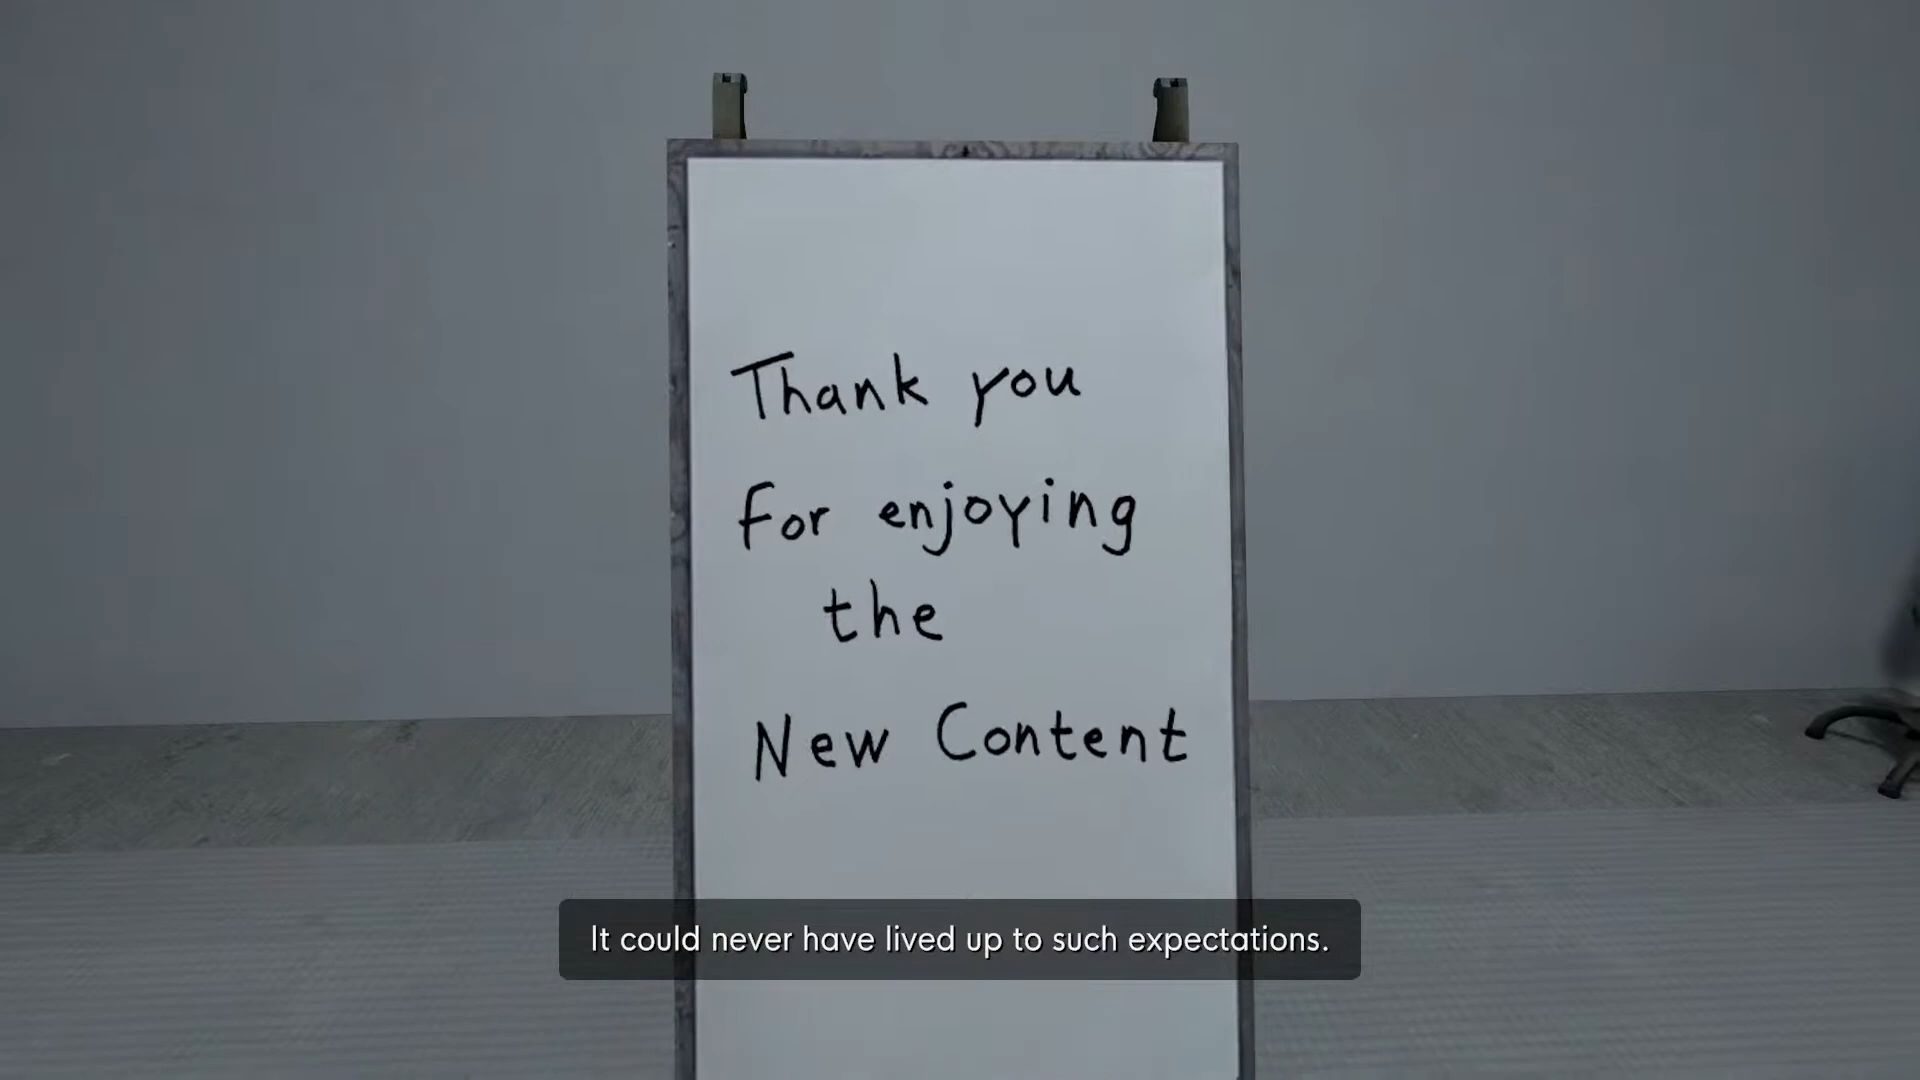 Thank you
for enjoying
the
New Content
It could never have lived up to such expectations.